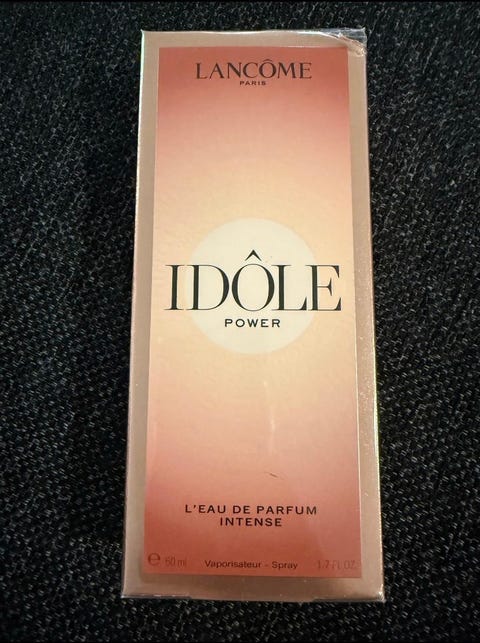 LANCÔME
PARIS
IDÔLE
POWER
L'EAU DE PARFUM
INTENSE
℮ 50 ml Vaporisateur - Spray 1.7 FL.OZ.